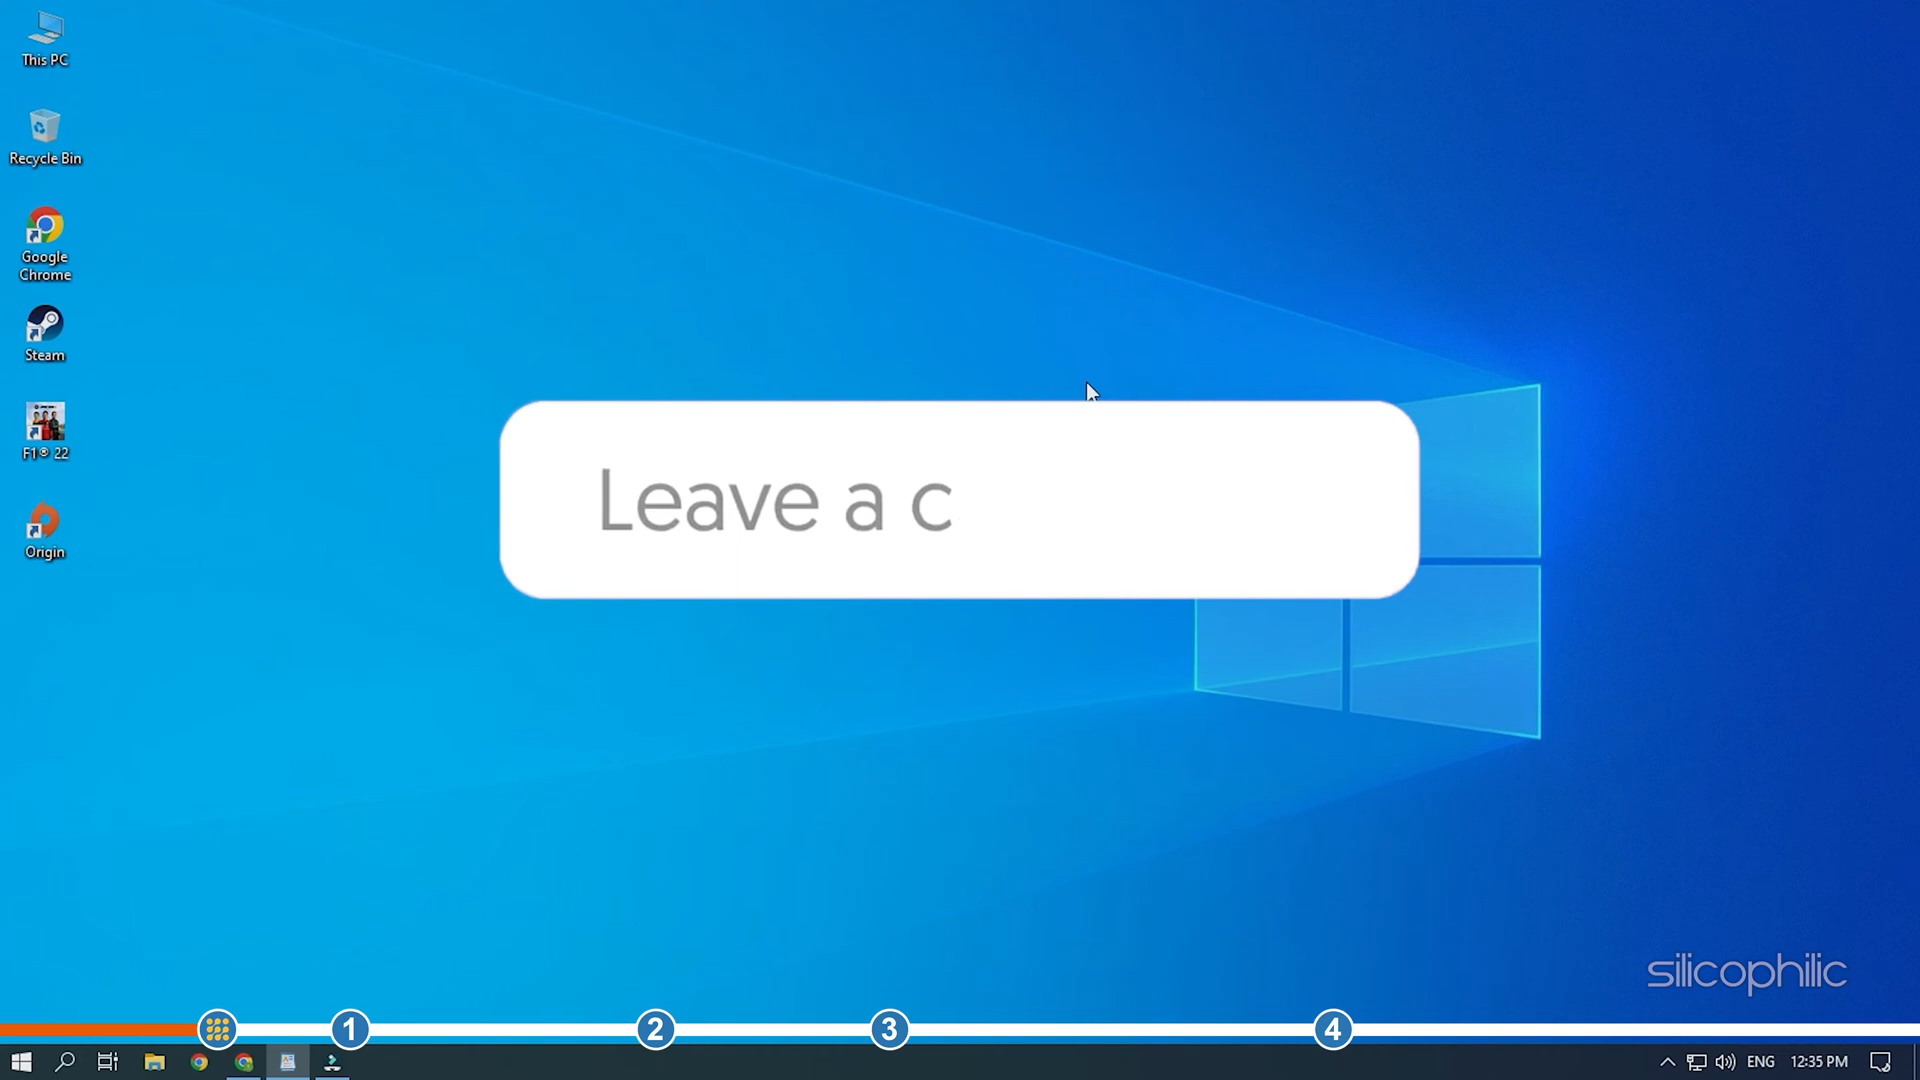 This PC
Recycle Bin
Google
Chrome
Steam
F1® 22
Origin
Leave a c
silicophilic
1
2
3
4
ENG
12:35 PM